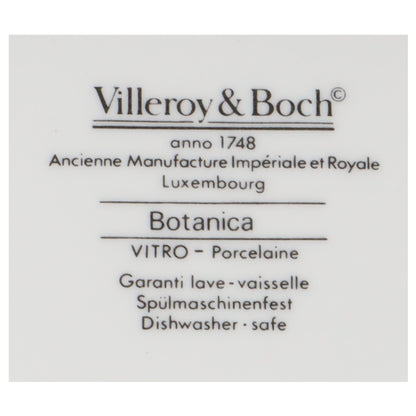 Villeroy & Boch©
anno 1748
Ancienne Manufacture Impériale et Royale
Luxembourg
Botanica
VITRO - Porcelaine
Garanti lave-vaisselle
Spülmaschinenfest
Dishwasher-safe